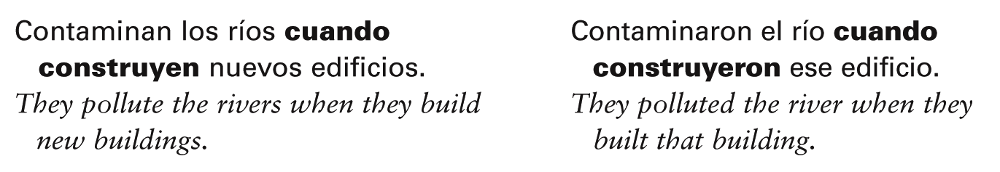 Contaminan los ríos cuando
construyen nuevos edificios.
They pollute the rivers when they build
new buildings.
Contaminaron el río cuando
construyeron ese edificio.
They polluted the river when they
built that building.